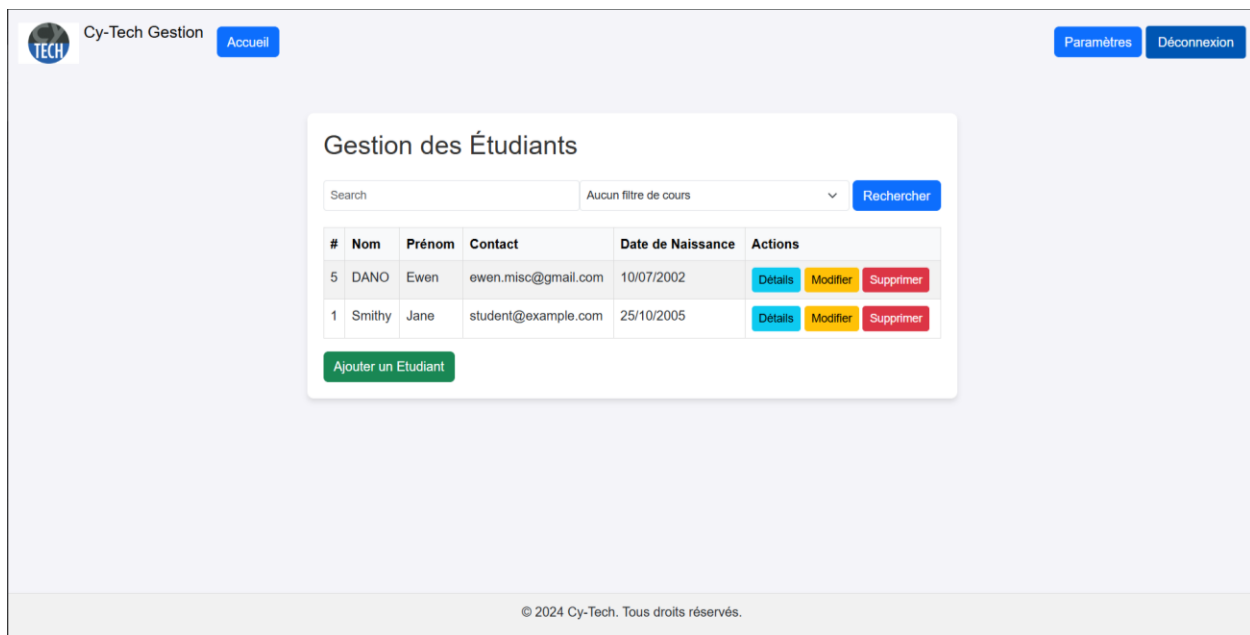 CY TECH Cy-Tech Gestion Accueil Paramètres Déconnexion
Gestion des Étudiants
Search Aucun filtre de cours Rechercher
# Nom Prénom Contact Date de Naissance Actions
5 DANO Ewen ewen.misc@gmail.com 10/07/2002 Détails Modifier Supprimer
1 Smithy Jane student@example.com 25/10/2005 Détails Modifier Supprimer
Ajouter un Etudiant
© 2024 Cy-Tech. Tous droits réservés.